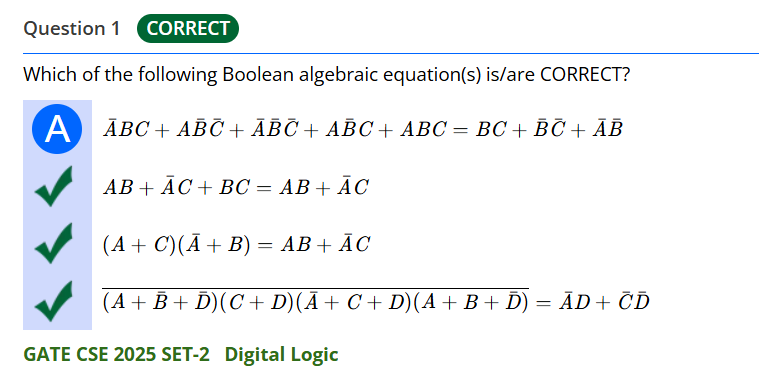 Question 1 CORRECT
Which of the following Boolean algebraic equation(s) is/are CORRECT?
A ĀBC + AB̄C̄ + ĀB̄C̄ + AB̄C + ABC = BC + B̄C̄ + ĀB̄
AB + ĀC + BC = AB + ĀC
(A + C)(Ā + B) = AB + ĀC
\overline{(A + B̄ + D̄)(C + D)(Ā + C + D)(A + B + D̄)} = ĀD + C̄D̄
GATE CSE 2025 SET-2 Digital Logic